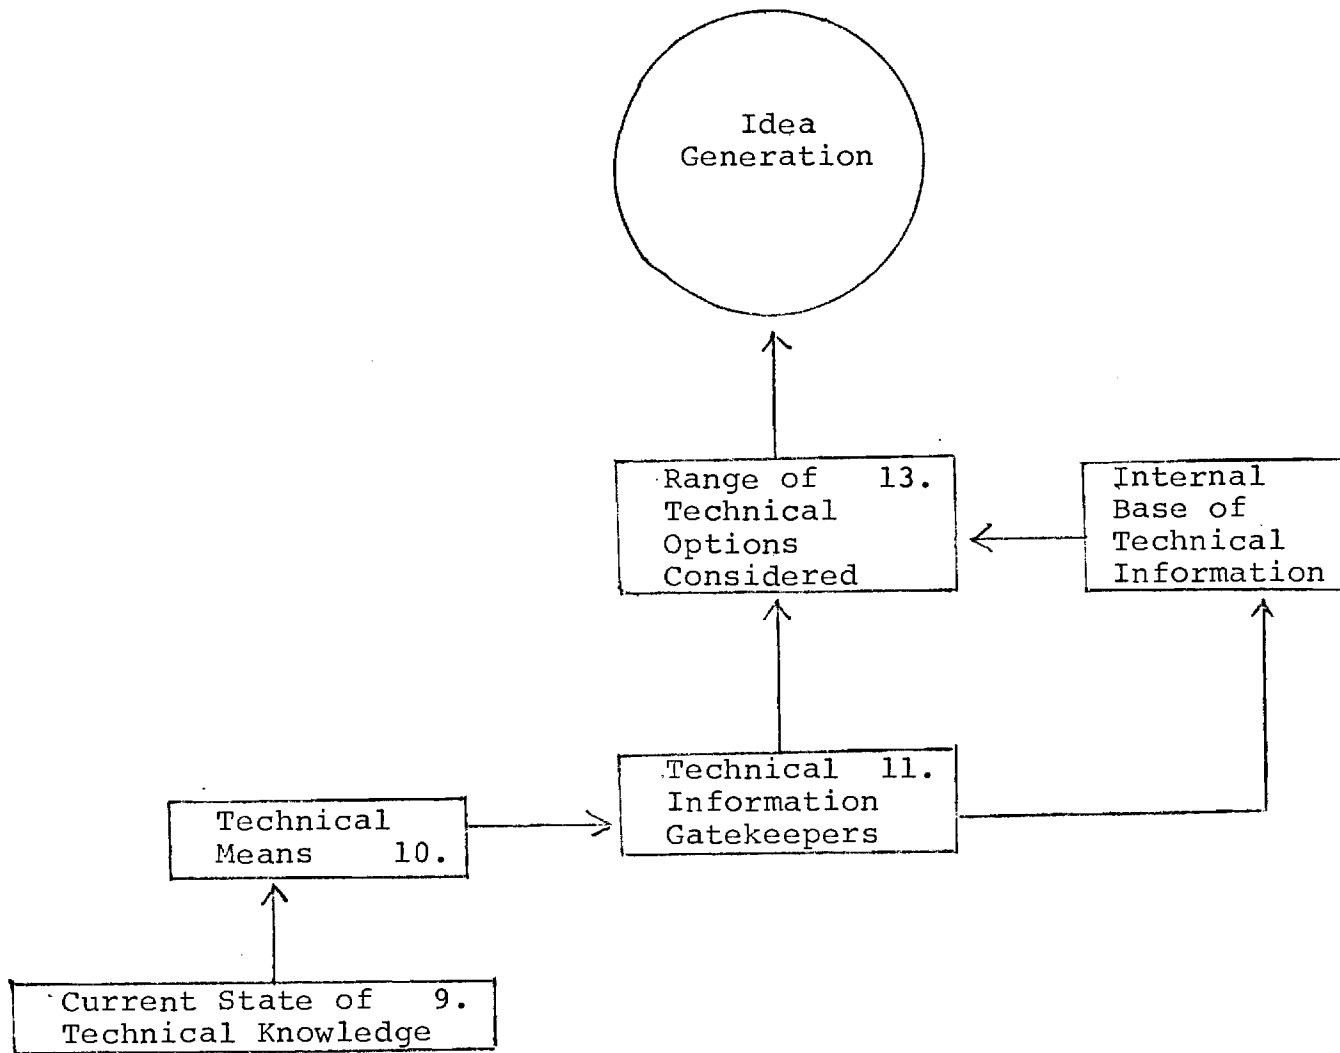 Idea
Generation
Range of 13.
Technical
Options
Considered
Internal
Base of
Technical
Information
Technical 11.
Information
Gatekeepers
Technical
Means 10.
Current State of 9.
Technical Knowledge